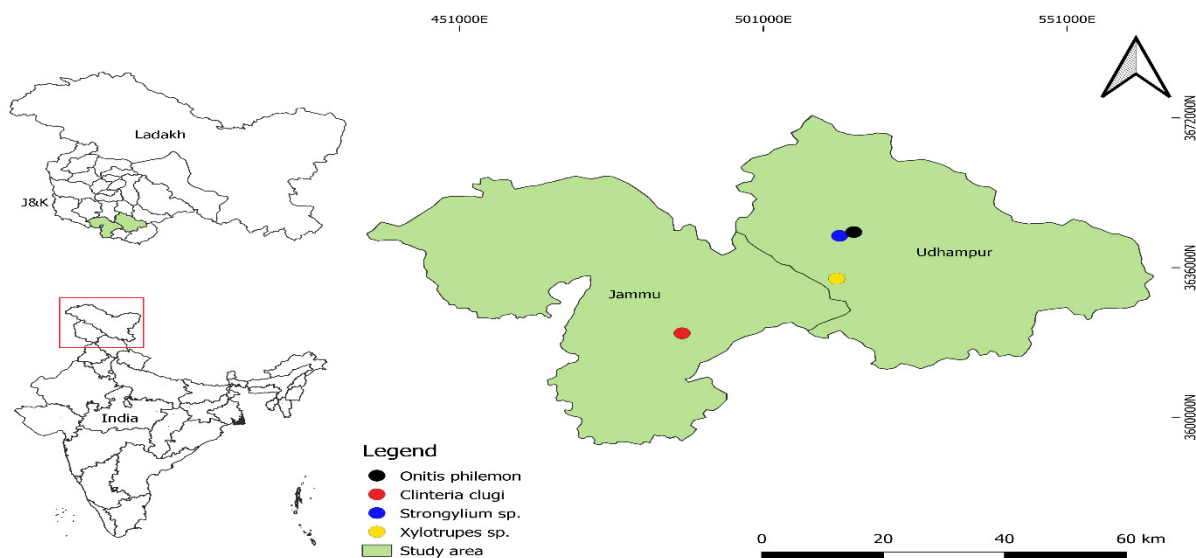 451000E 501000E 551000E
Ladakh
J&K
3672000N
Udhampur
3636000N
Jammu
India
3600000N
Legend
Onitis philemon
Clinteria clugi
Strongylium sp.
Xylotrupes sp.
Study area
0 20 40 60 km